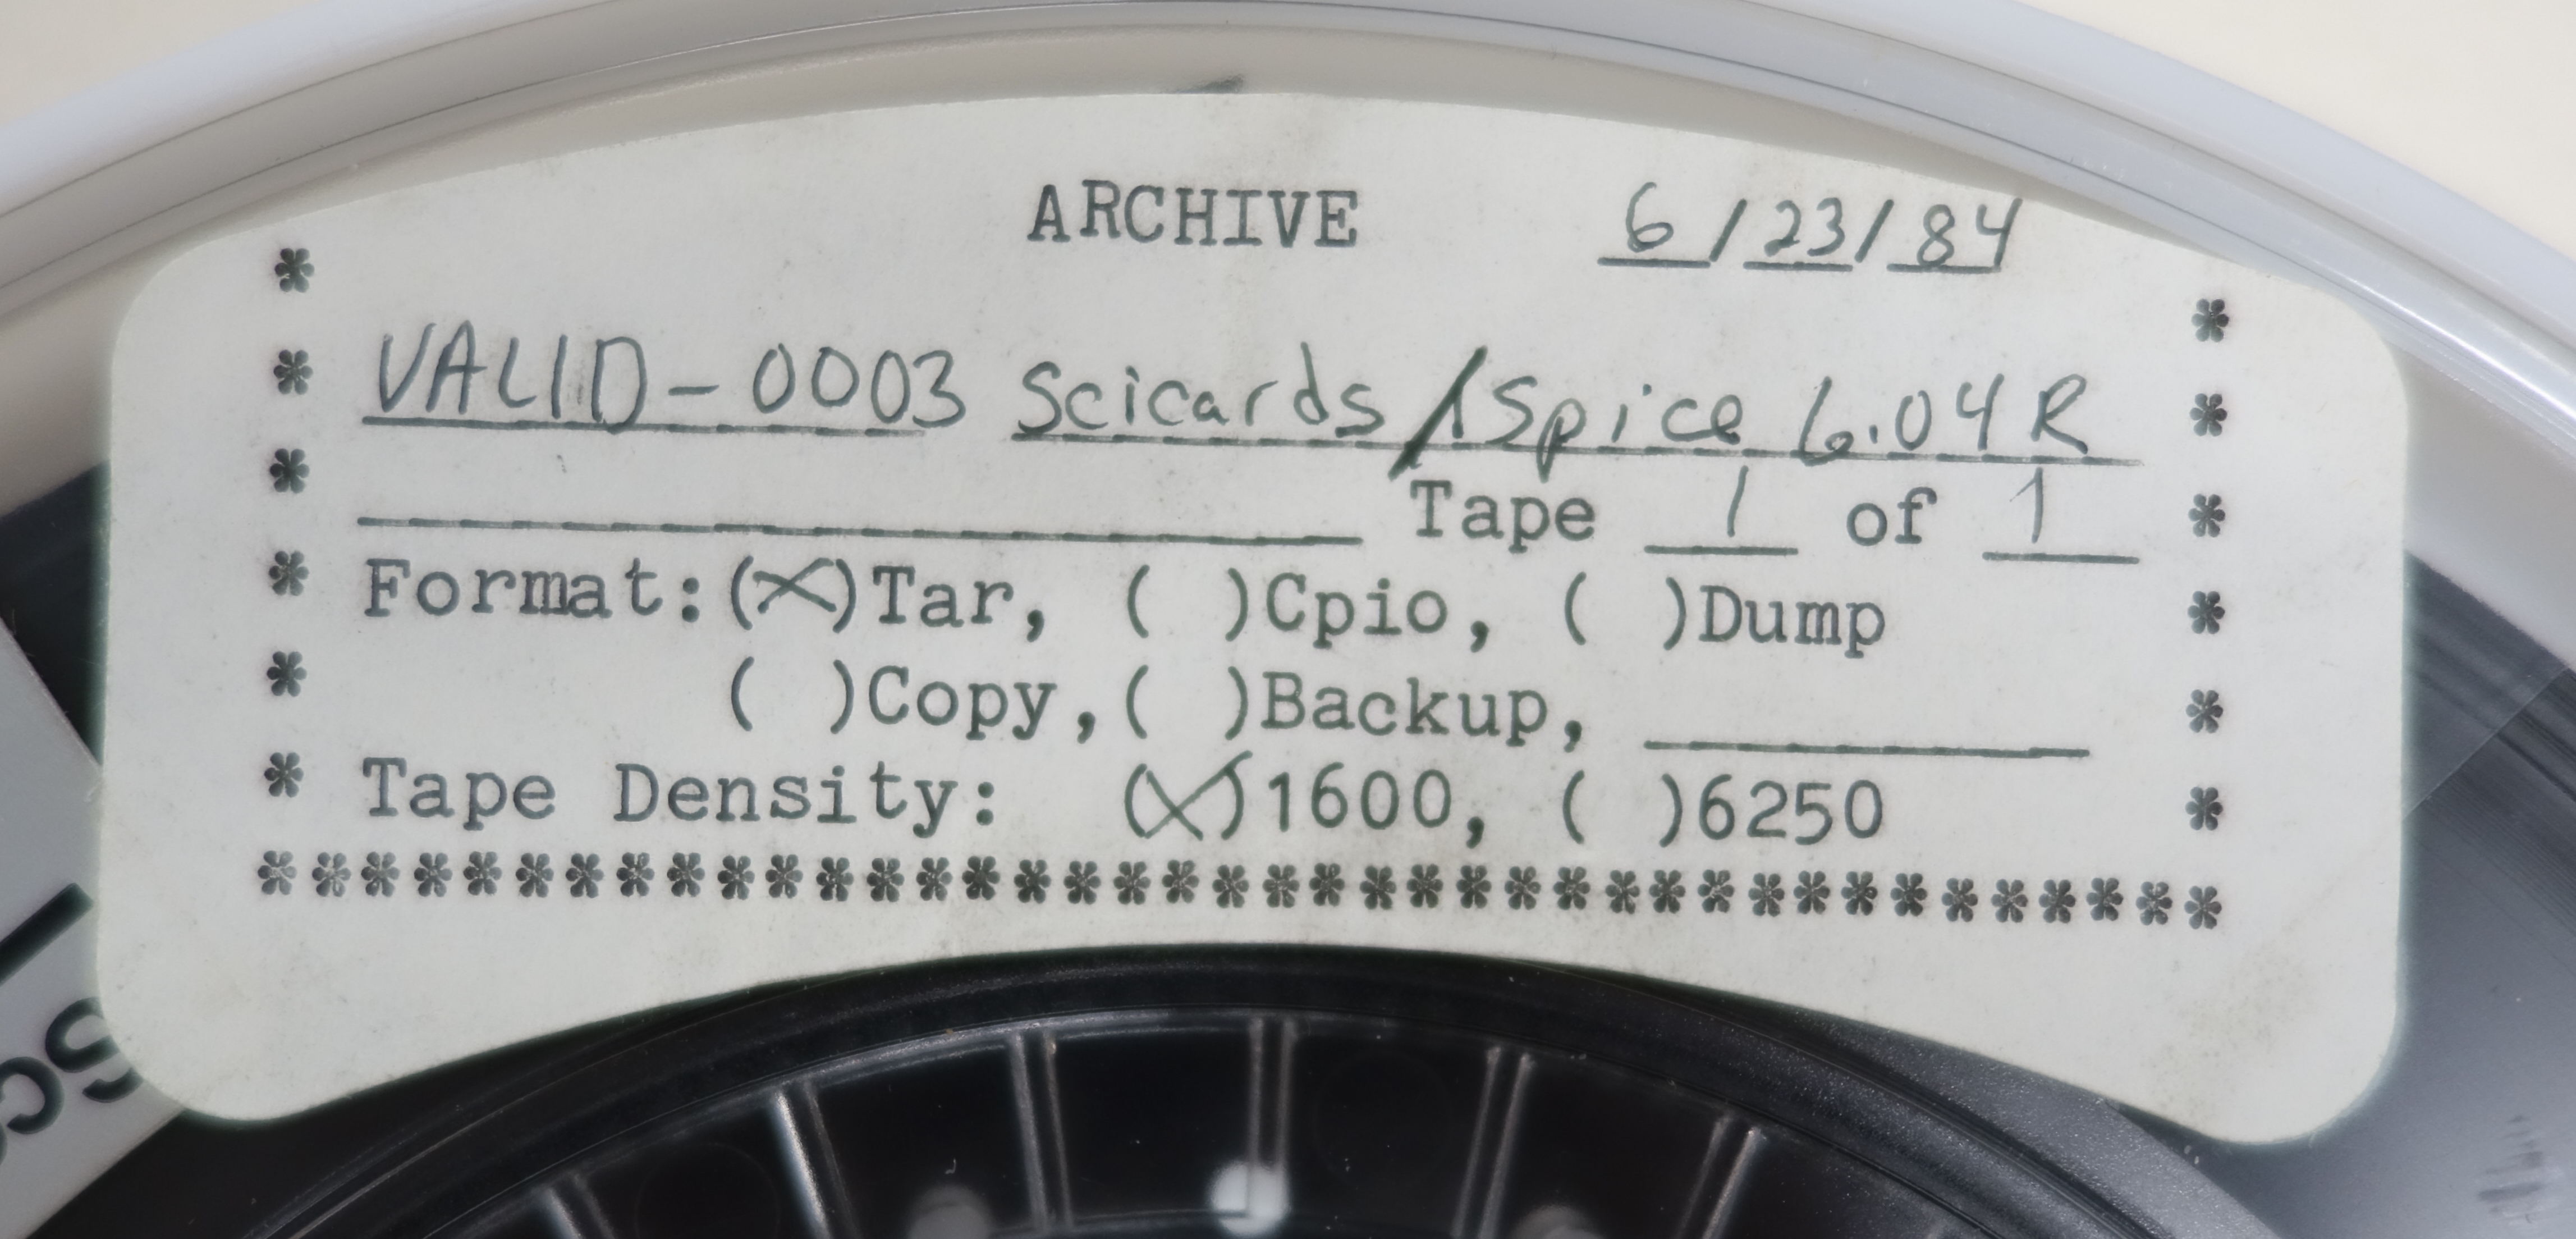 ARCHIVE 6/23/84
VALID-0003 Scicards/Spice 6.04R
Tape 1 of 1
Format:(X)Tar, ( )Cpio, ( )Dump
( )Copy,( )Backup, _________
Tape Density: (X)1600, ( )6250
***************************************